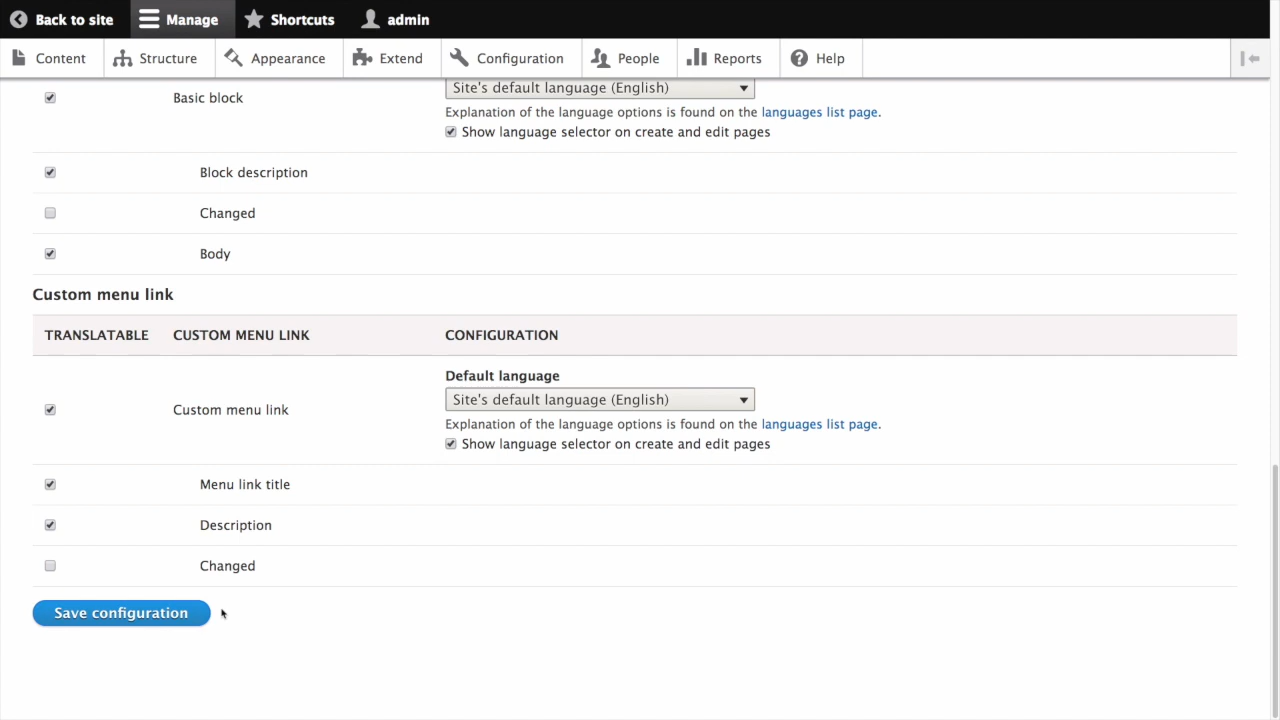 Back to site Manage Shortcuts admin
Content Structure Appearance Extend Configuration People Reports Help
Site's default language (English)
Basic block
Explanation of the language options is found on the languages list page.
Show language selector on create and edit pages
Block description
Changed
Body
Custom menu link
TRANSLATABLE CUSTOM MENU LINK CONFIGURATION
Default language
Site's default language (English)
Custom menu link
Explanation of the language options is found on the languages list page.
Show language selector on create and edit pages
Menu link title
Description
Changed
Save configuration